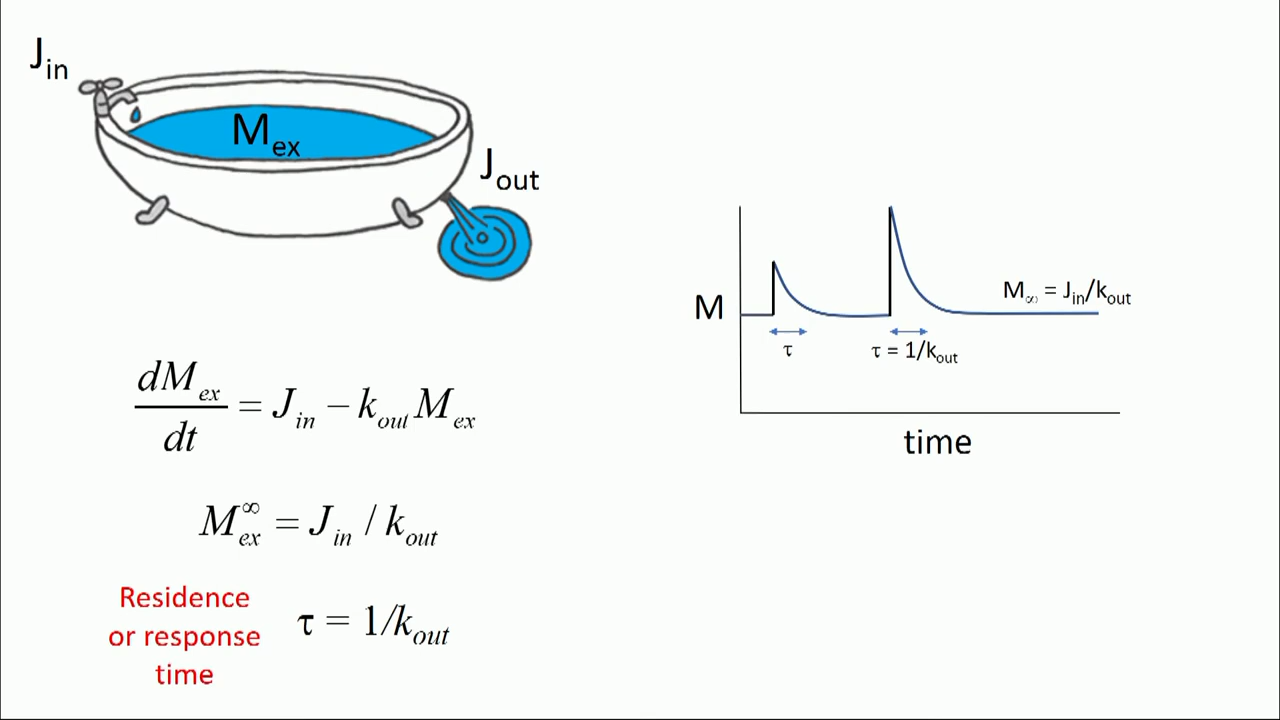 J_in
M_ex
J_out
dM_ex/dt = J_in − k_out M_ex
M_ex^∞ = J_in / k_out
Residence
or response
time
τ = 1/k_out
M
M_∞ = J_in/k_out
τ
τ = 1/k_out
time